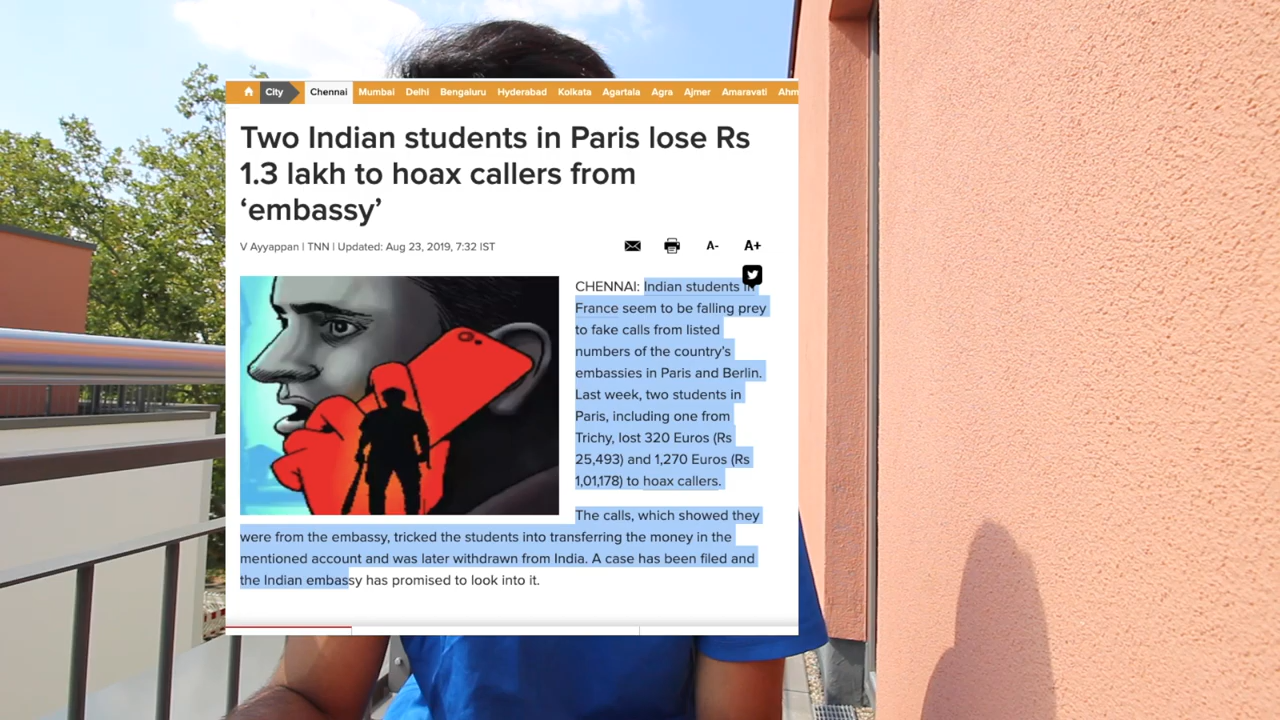 City Chennai Mumbai Delhi Bengaluru Hyderabad Kolkata Agartala Agra Ajmer Amaravati Ahm
Two Indian students in Paris lose Rs
1.3 lakh to hoax callers from
‘embassy’
V Ayyappan | TNN | Updated: Aug 23, 2019, 7:32 IST
A- A+
CHENNAI: Indian students in
France seem to be falling prey
to fake calls from listed
numbers of the country's
embassies in Paris and Berlin.
Last week, two students in
Paris, including one from
Trichy, lost 320 Euros (Rs
25,493) and 1,270 Euros (Rs
1,01,178) to hoax callers.
The calls, which showed they
were from the embassy, tricked the students into transferring the money in the
mentioned account and was later withdrawn from India. A case has been filed and
the Indian embassy has promised to look into it.